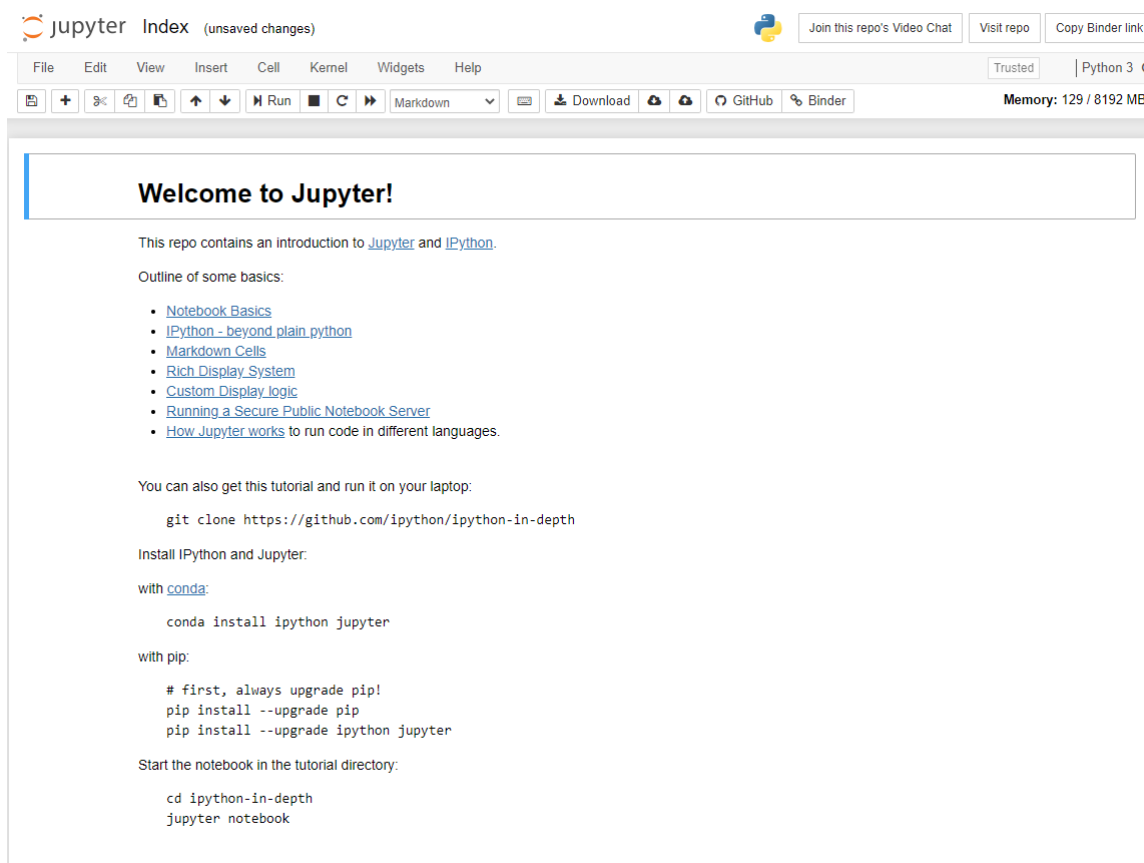 jupyter Index (unsaved changes)
Join this repo's Video Chat Visit repo Copy Binder link
File Edit View Insert Cell Kernel Widgets Help
Trusted Python 3
Run Markdown Download GitHub Binder Memory: 129 / 8192 MB
Welcome to Jupyter!
This repo contains an introduction to Jupyter and IPython.
Outline of some basics:
Notebook Basics
IPython - beyond plain python
Markdown Cells
Rich Display System
Custom Display logic
Running a Secure Public Notebook Server
How Jupyter works to run code in different languages.
You can also get this tutorial and run it on your laptop:
git clone https://github.com/ipython/ipython-in-depth
Install IPython and Jupyter:
with conda:
conda install ipython jupyter
with pip:
# first, always upgrade pip!
pip install --upgrade pip
pip install --upgrade ipython jupyter
Start the notebook in the tutorial directory:
cd ipython-in-depth
jupyter notebook